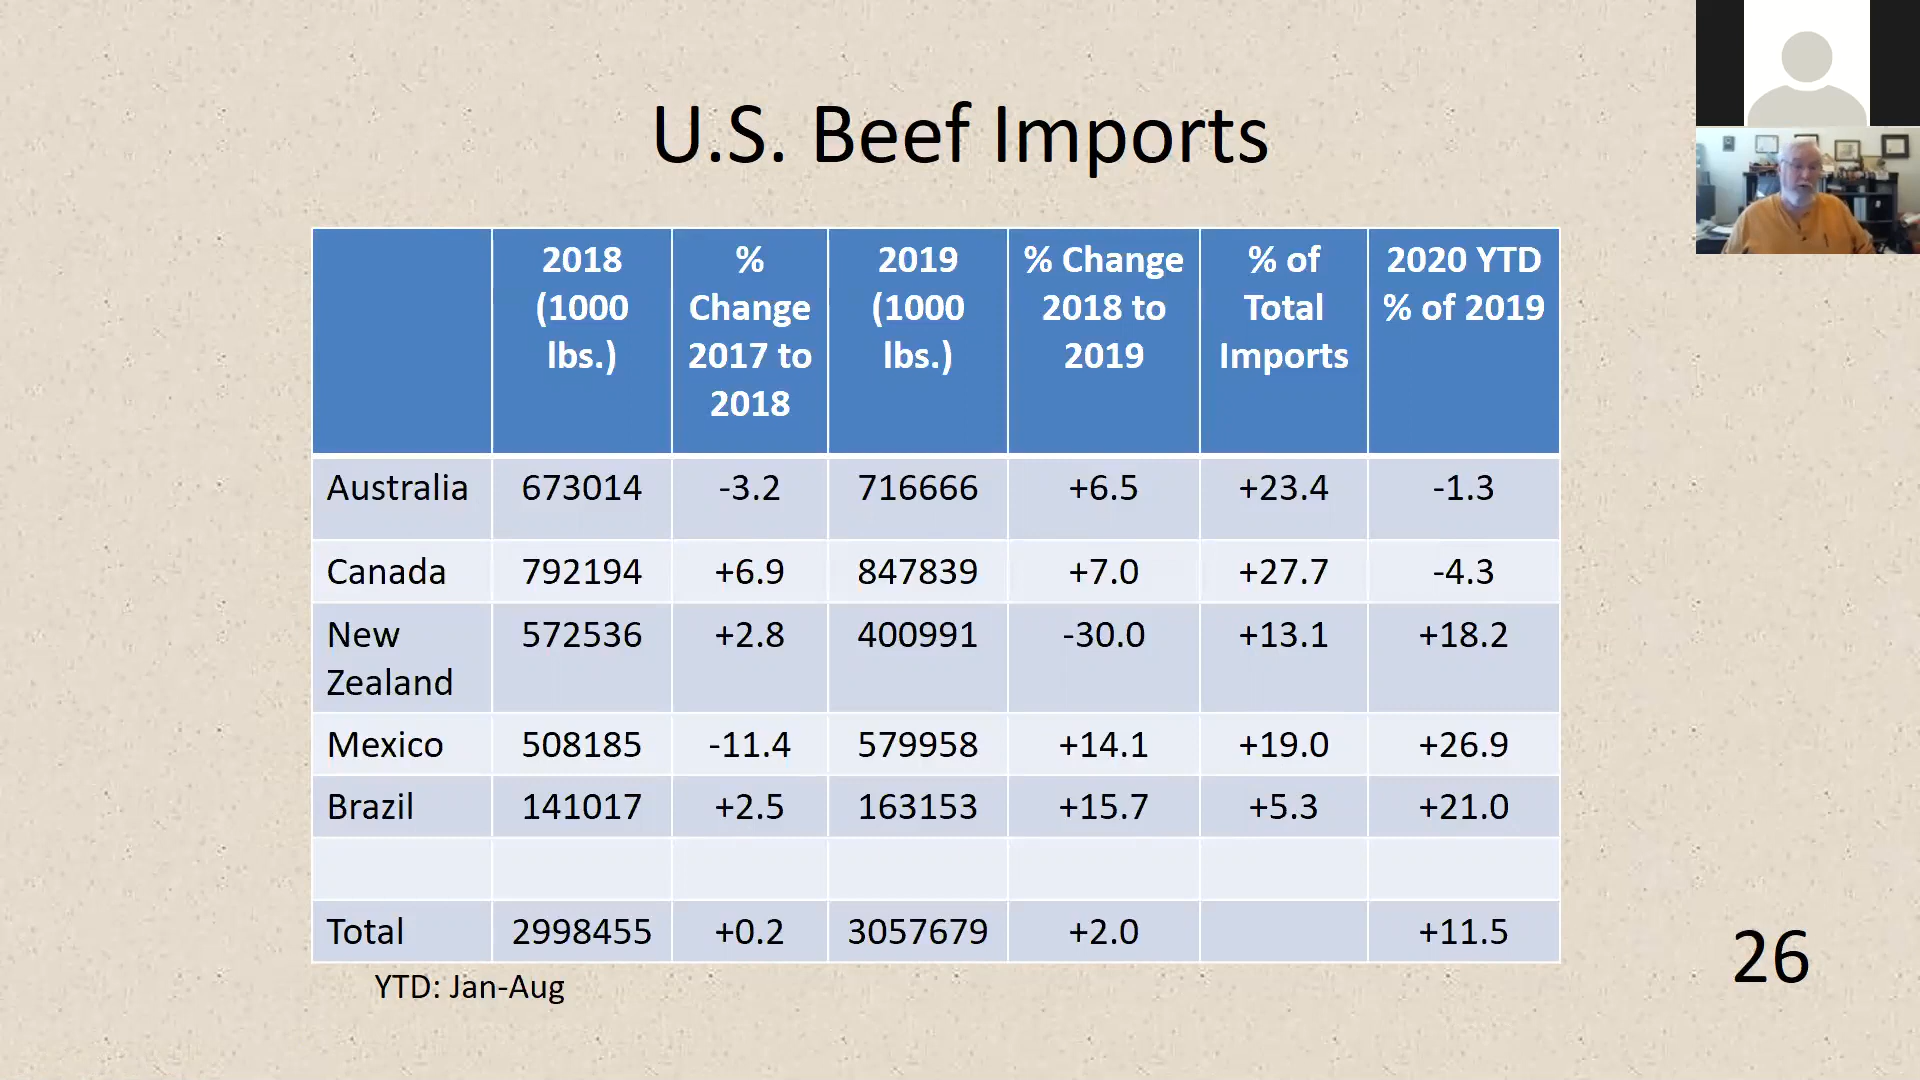 U.S. Beef Imports
2018 (1000 lbs.) % Change 2017 to 2018 2019 (1000 lbs.) % Change 2018 to 2019 % of Total Imports 2020 YTD % of 2019
Australia 673014 -3.2 716666 +6.5 +23.4 -1.3
Canada 792194 +6.9 847839 +7.0 +27.7 -4.3
New Zealand 572536 +2.8 400991 -30.0 +13.1 +18.2
Mexico 508185 -11.4 579958 +14.1 +19.0 +26.9
Brazil 141017 +2.5 163153 +15.7 +5.3 +21.0
Total 2998455 +0.2 3057679 +2.0 +11.5
YTD: Jan-Aug
26